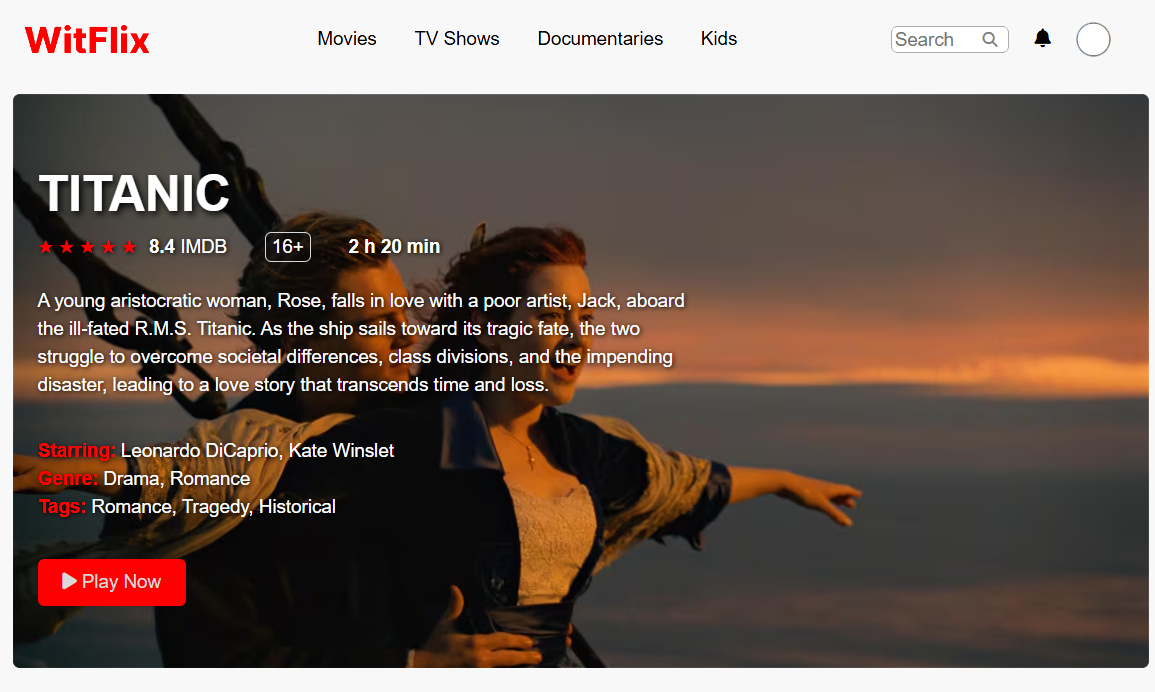 WitFlix
Movies TV Shows Documentaries Kids
Search
TITANIC
8.4 IMDB 16+ 2 h 20 min
A young aristocratic woman, Rose, falls in love with a poor artist, Jack, aboard
the ill-fated R.M.S. Titanic. As the ship sails toward its tragic fate, the two
struggle to overcome societal differences, class divisions, and the impending
disaster, leading to a love story that transcends time and loss.
Starring: Leonardo DiCaprio, Kate Winslet
Genre: Drama, Romance
Tags: Romance, Tragedy, Historical
Play Now